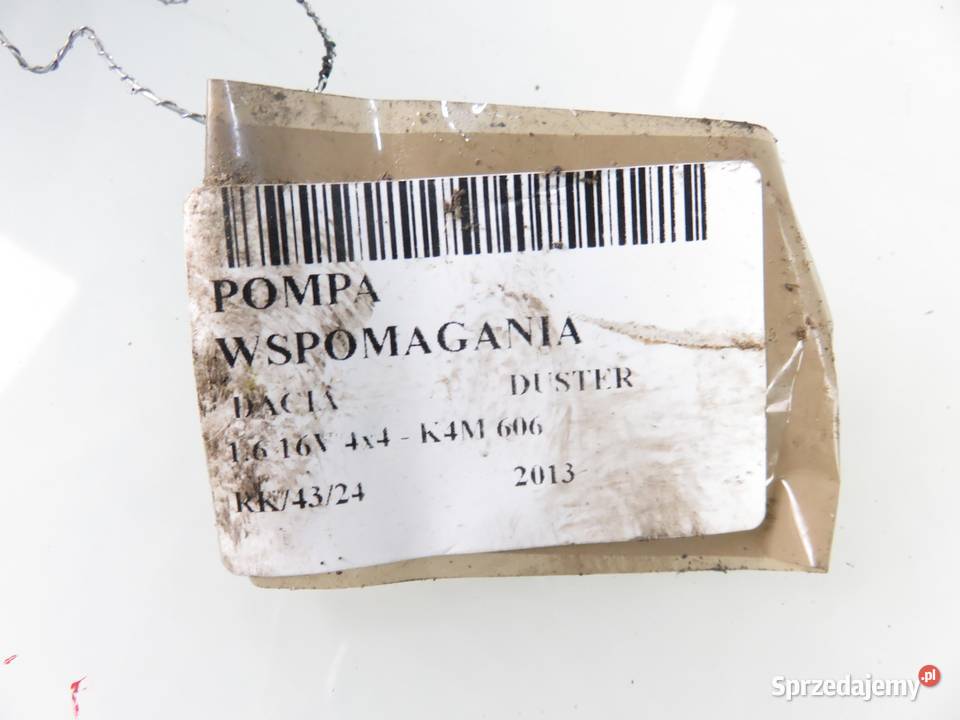 POMPA
WSPOMAGANIA
DACIA DUSTER
1.6 16V 4x4 - K4M 606
RK/43/24 2013
Sprzedajemy.pl